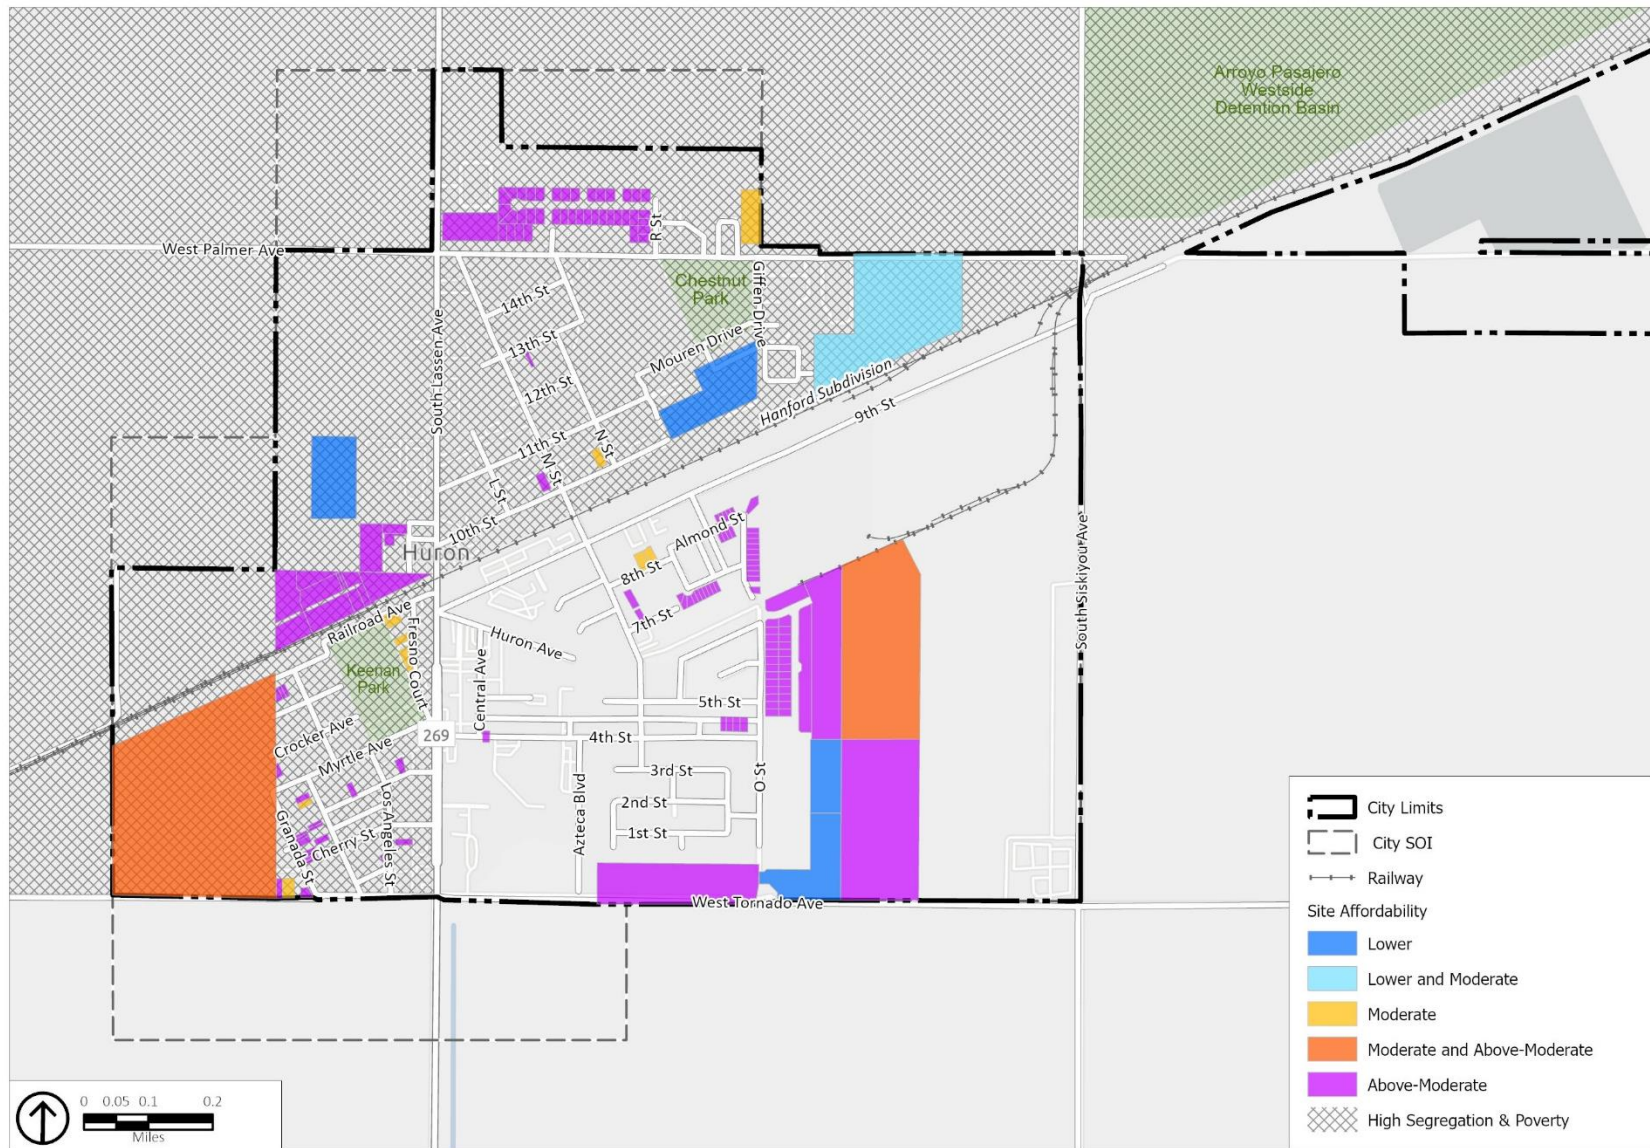 Arroyo Pasajero
Westside
Detention Basin
West Palmer Ave
R St
Chestnut
Park
Giffen Drive
14th St
13th St
12th St
Mouren Drive
South Lassen Ave
Hanford Subdivision
9th St
11th St
N St
M St
L St
10th St
Huron
Almond St
8th St
7th St
Railroad Ave
Fresno Court
Huron Ave
Keenan
Park
Central Ave
South Siskiyou Ave
5th St
269
4th St
Crocker Ave
Myrtle Ave
3rd St
O St
2nd St
1st St
Azteca Blvd
Los Angeles St
Granada St
Cherry St
West Tornado Ave
City Limits
City SOI
Railway
Site Affordability
Lower
Lower and Moderate
Moderate
Moderate and Above-Moderate
Above-Moderate
High Segregation & Poverty
0 0.05 0.1 0.2
Miles